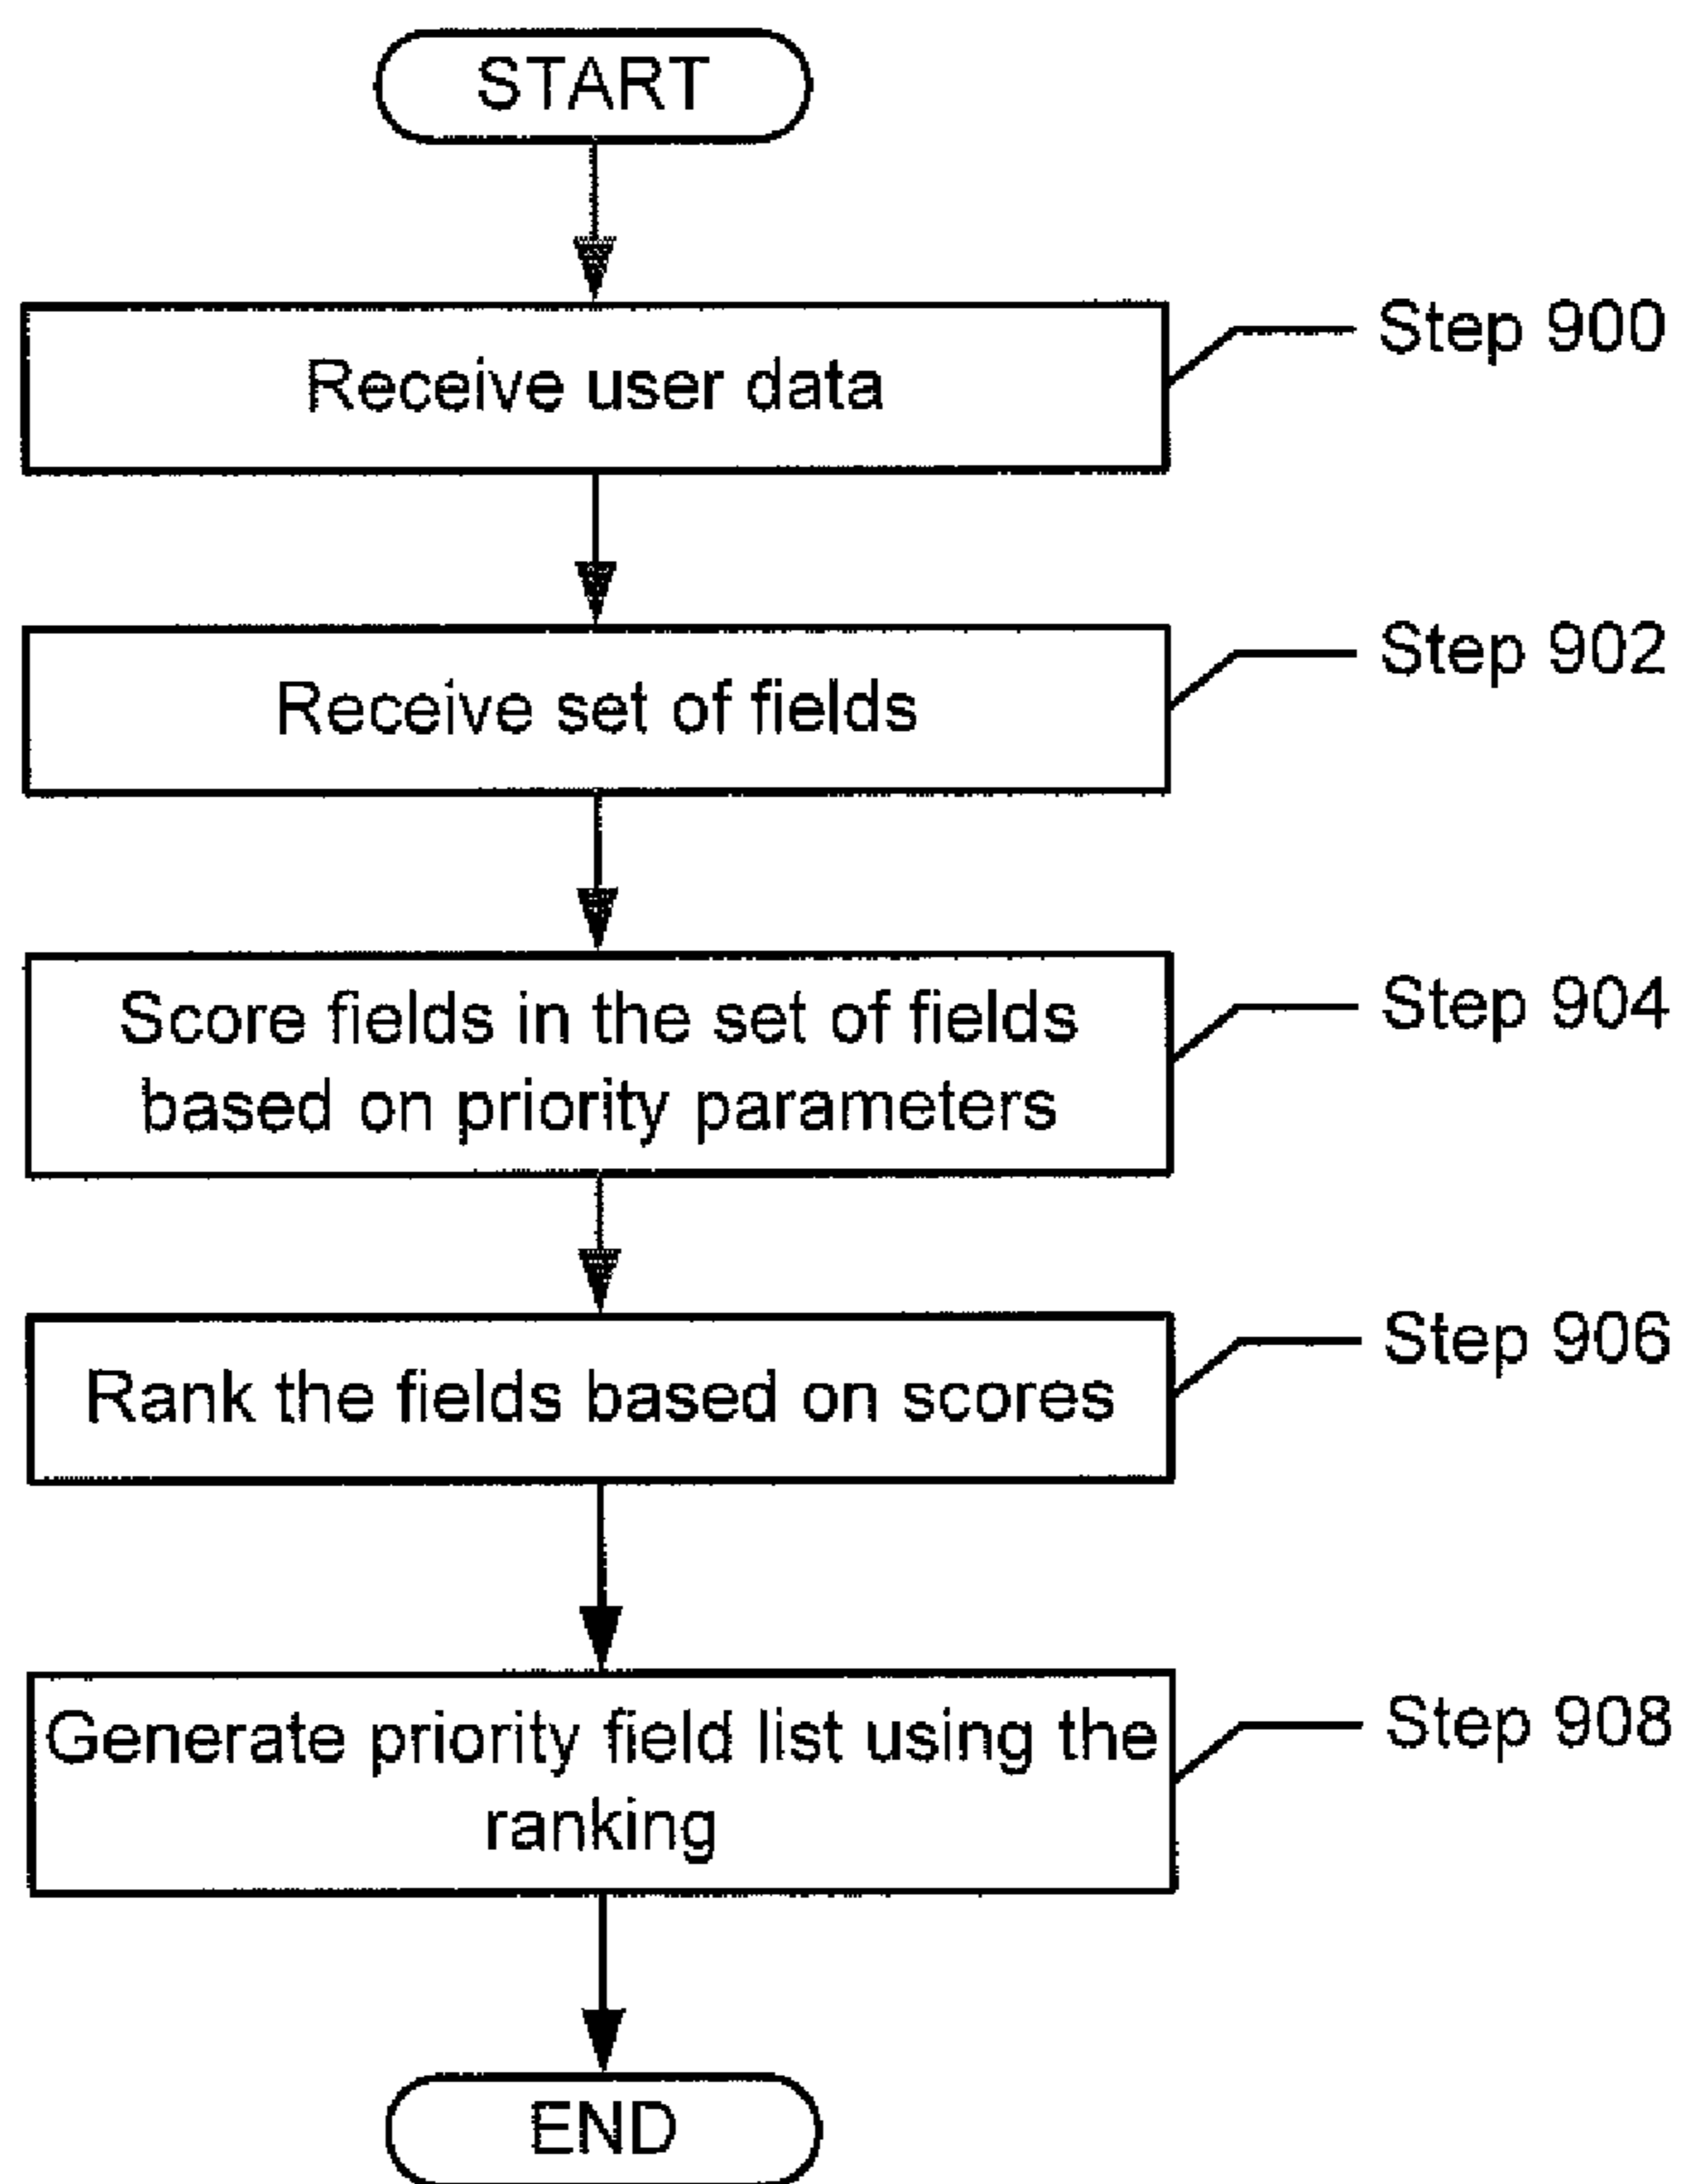 START
Receive user data
Step 900
Receive set of fields
Step 902
Score fields in the set of fields
based on priority parameters
Step 904
Rank the fields based on scores
Step 906
Generate priority field list using the
ranking
Step 908
END